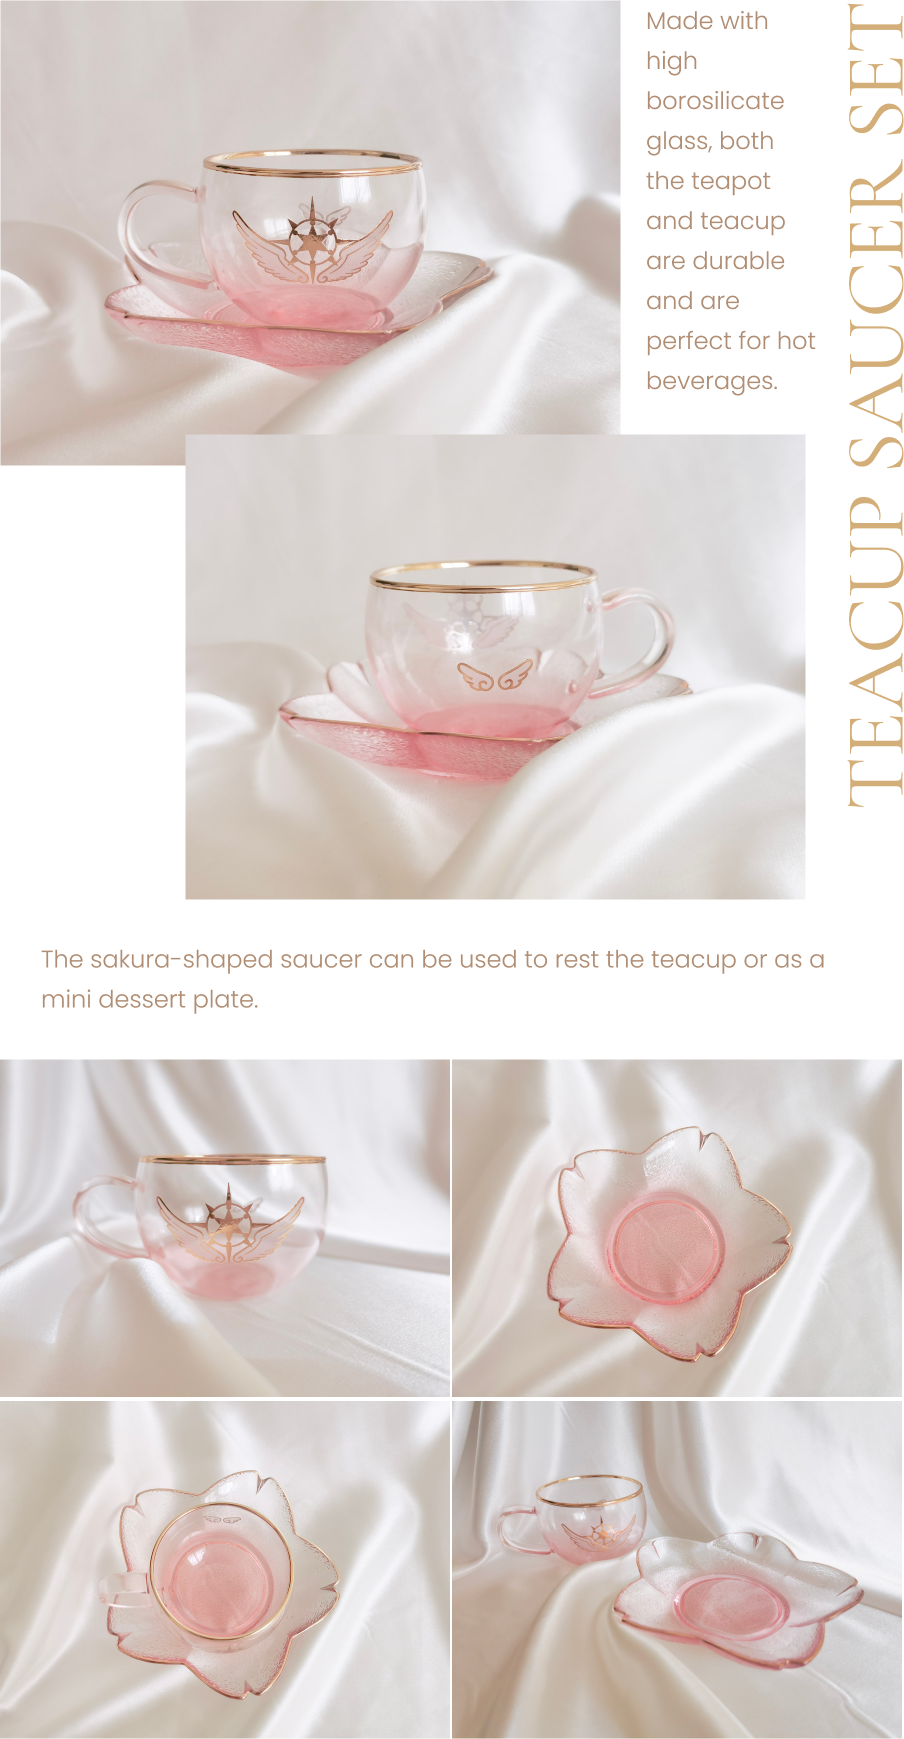 Made with
high
borosilicate
glass, both
the teapot
and teacup
are durable
and are
perfect for hot
beverages.
TEACUP SAUCER SET
The sakura-shaped saucer can be used to rest the teacup or as a
mini dessert plate.